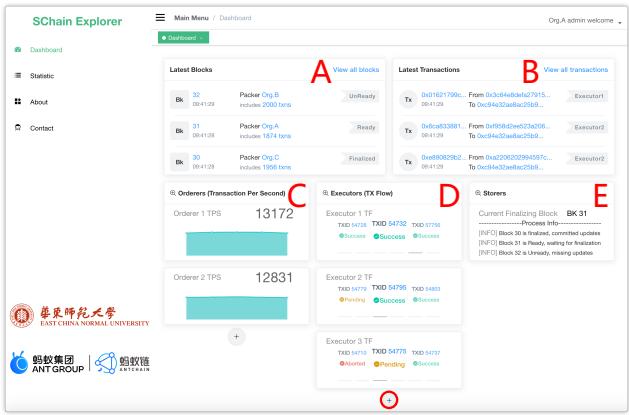 SChain Explorer
Main Menu / Dashboard
Org.A admin welcome
Dashboard
Dashboard
Statistic
About
Contact
A
Latest Blocks
View all blocks
Bk
32
09:41:29
Packer Org.B
includes 2000 txns
UnReady
Bk
31
09:41:28
Packer Org.A
includes 1874 txns
Ready
Bk
30
09:41:28
Packer Org.C
includes 1956 txns
Finalized
B
Latest Transactions
View all transactions
Tx
0x01621799c...
09:41:29
From 0x3c64e8defa27915...
To 0xc94e32ae8ac25b9...
Executor1
Tx
0x6ca833881...
09:41:29
From 0xf958d2ee523a206...
To 0xc94e32ae8ac25b9...
Executor2
Tx
0xe880829b2...
09:41:29
From 0xa2206202994597c...
To 0xc94e32ae8ac25b9...
Executor2
C
Orderers (Transaction Per Second)
Orderer 1 TPS
13172
Orderer 2 TPS
12831
+
D
Executors (TX Flow)
Executor 1 TF
TXID 54726 TXID 54732 TXID 57756
Success Success Success
Executor 2 TF
TXID 54779 TXID 54795 TXID 54803
Pending Success Success
Executor 3 TF
TXID 54710 TXID 54775 TXID 54737
Aborted Pending Success
+
E
Storers
Current Finalizing Block BK 31
----------------Process Info----------------
[INFO] Block 30 is finalized, committed updates
[INFO] Block 31 is Ready, waiting for finalization
[INFO] Block 32 is Unready, missing updates
華東師範大學
EAST CHINA NORMAL UNIVERSITY
蚂蚁集团
ANT GROUP
蚂蚁链
ANTCHAIN